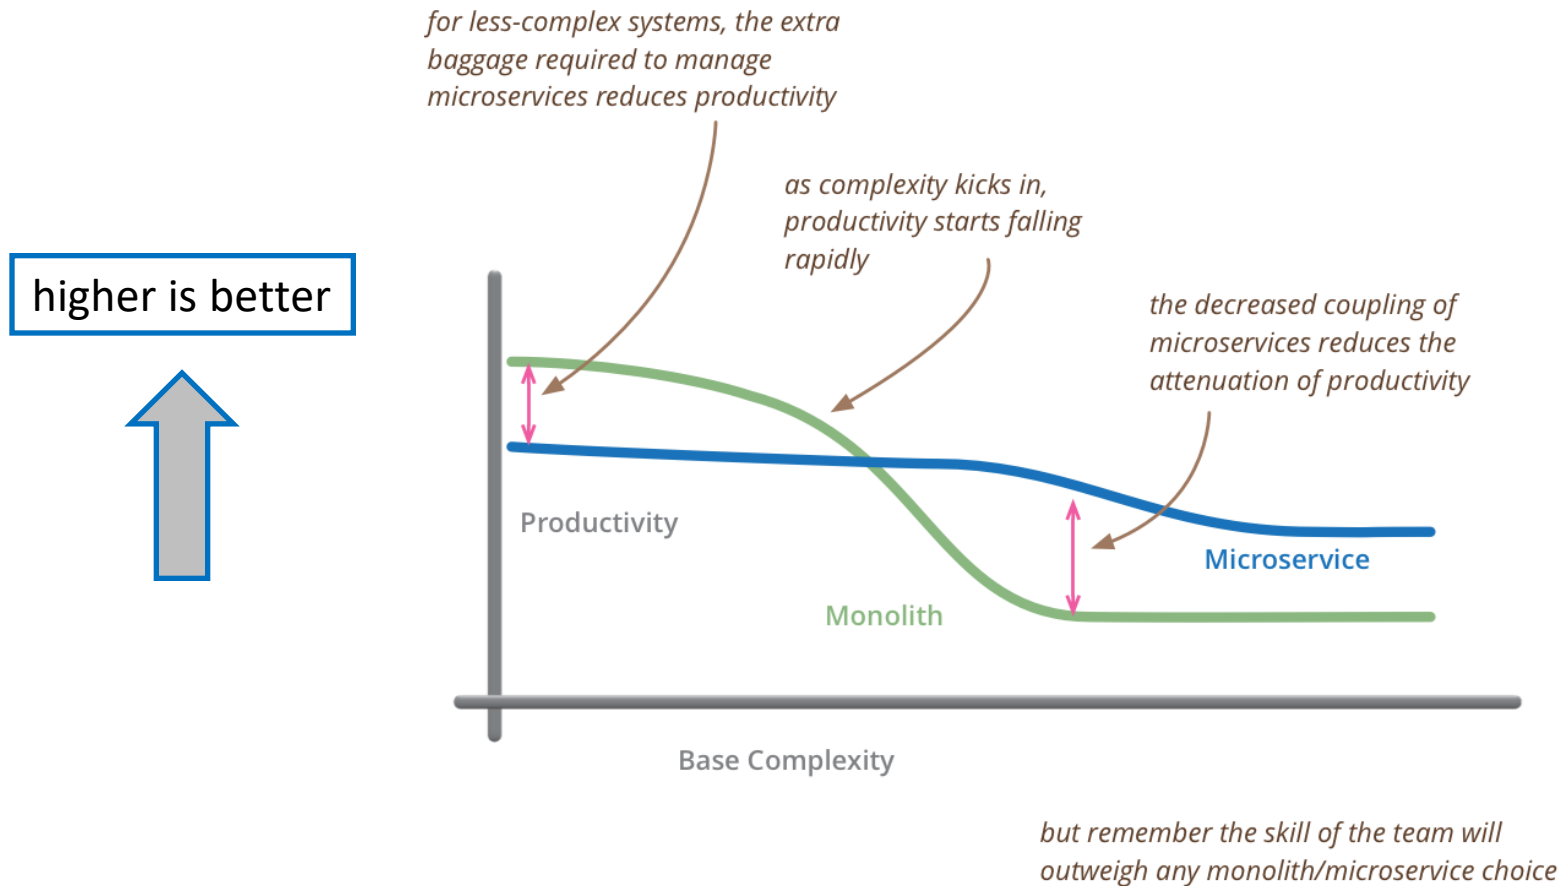 for less-complex systems, the extra
baggage required to manage
microservices reduces productivity
as complexity kicks in,
productivity starts falling
rapidly
higher is better
the decreased coupling of
microservices reduces the
attenuation of productivity
Productivity
Microservice
Monolith
Base Complexity
but remember the skill of the team will
outweigh any monolith/microservice choice